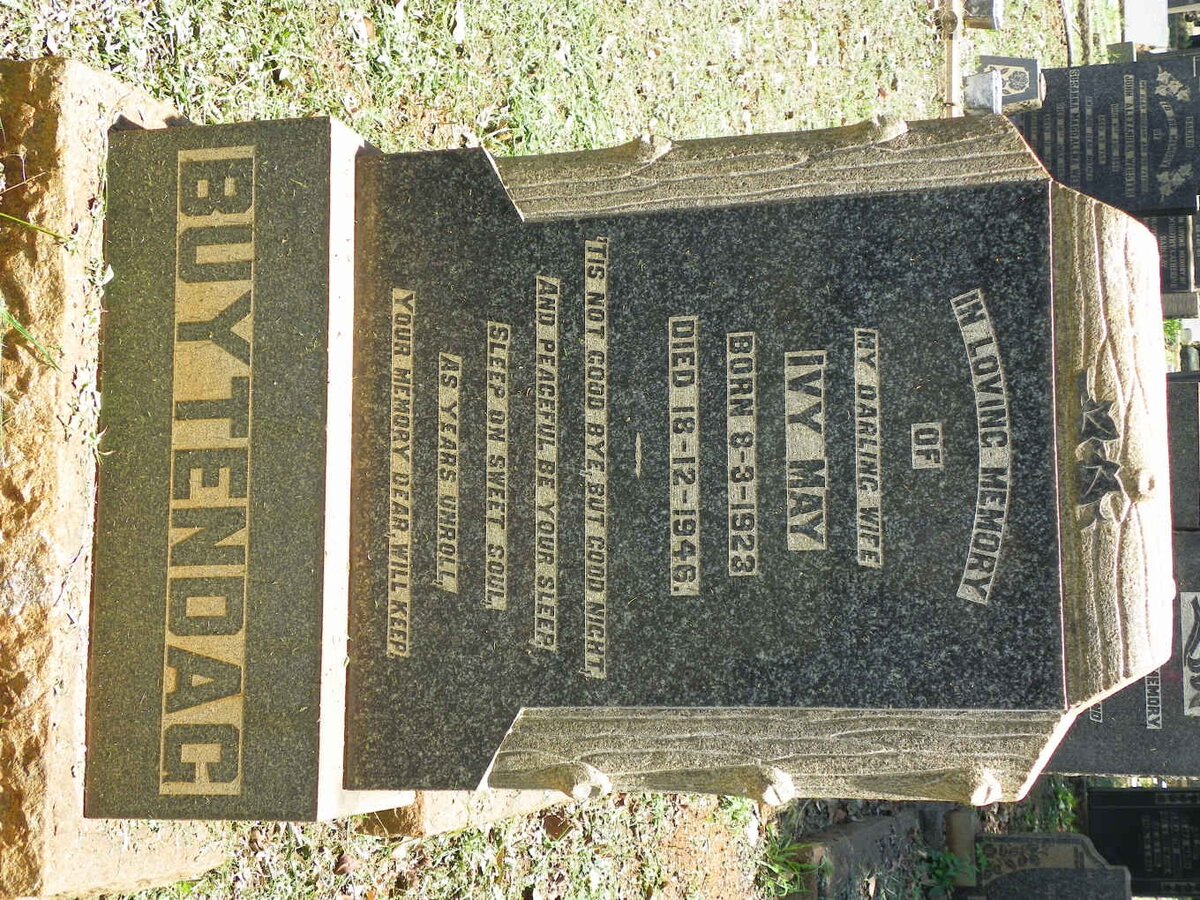 IN LOVING MEMORY
OF
MY DARLING WIFE
IVY MAY
BORN 8-3-1923
DIED 18-12-1946.
'TIS NOT GOOD BYE, BUT GOOD NIGHT,
AND PEACEFUL BE YOUR SLEEP,
SLEEP ON SWEET SOUL,
AS YEARS UNROLL,
YOUR MEMORY DEAR, WILL KEEP.
BUYTENDACH
MEMORY